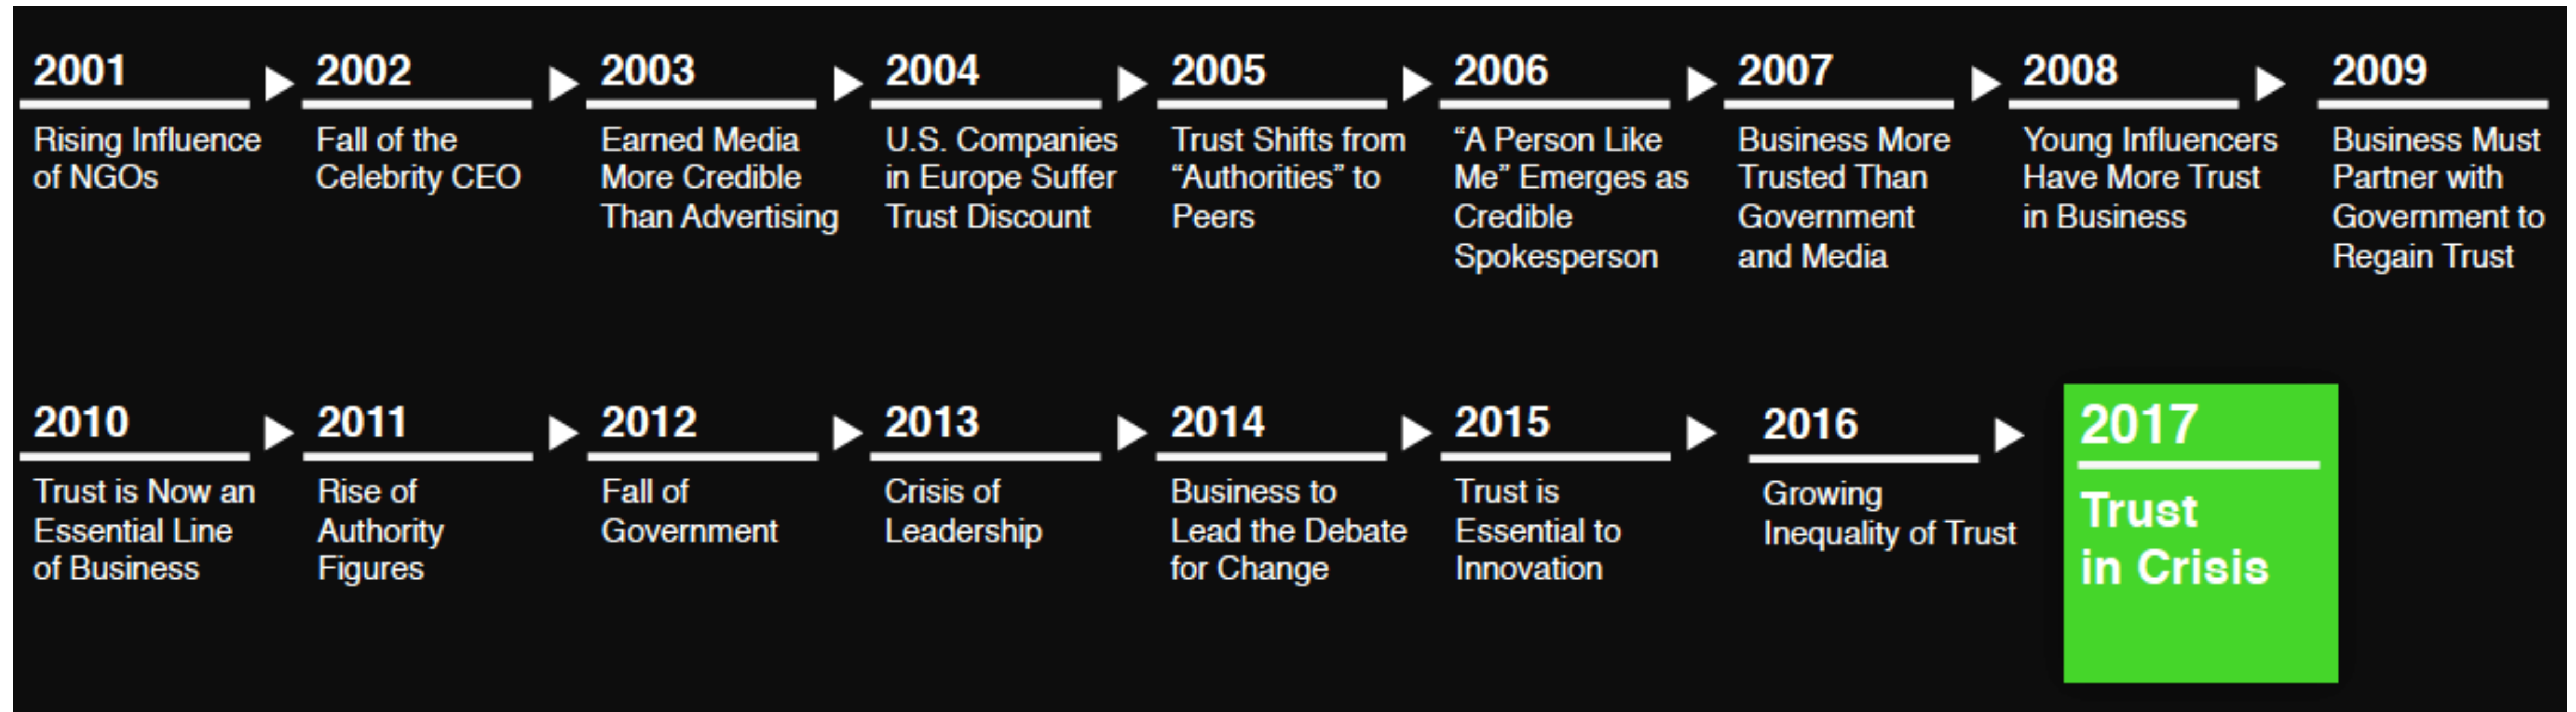 2001
Rising Influence
of NGOs
2002
Fall of the
Celebrity CEO
2003
Earned Media
More Credible
Than Advertising
2004
U.S. Companies
in Europe Suffer
Trust Discount
2005
Trust Shifts from
“Authorities” to
Peers
2006
“A Person Like
Me” Emerges as
Credible
Spokesperson
2007
Business More
Trusted Than
Government
and Media
2008
Young Influencers
Have More Trust
in Business
2009
Business Must
Partner with
Government to
Regain Trust
2010
Trust is Now an
Essential Line
of Business
2011
Rise of
Authority
Figures
2012
Fall of
Government
2013
Crisis of
Leadership
2014
Business to
Lead the Debate
for Change
2015
Trust is
Essential to
Innovation
2016
Growing
Inequality of Trust
2017
Trust
in Crisis